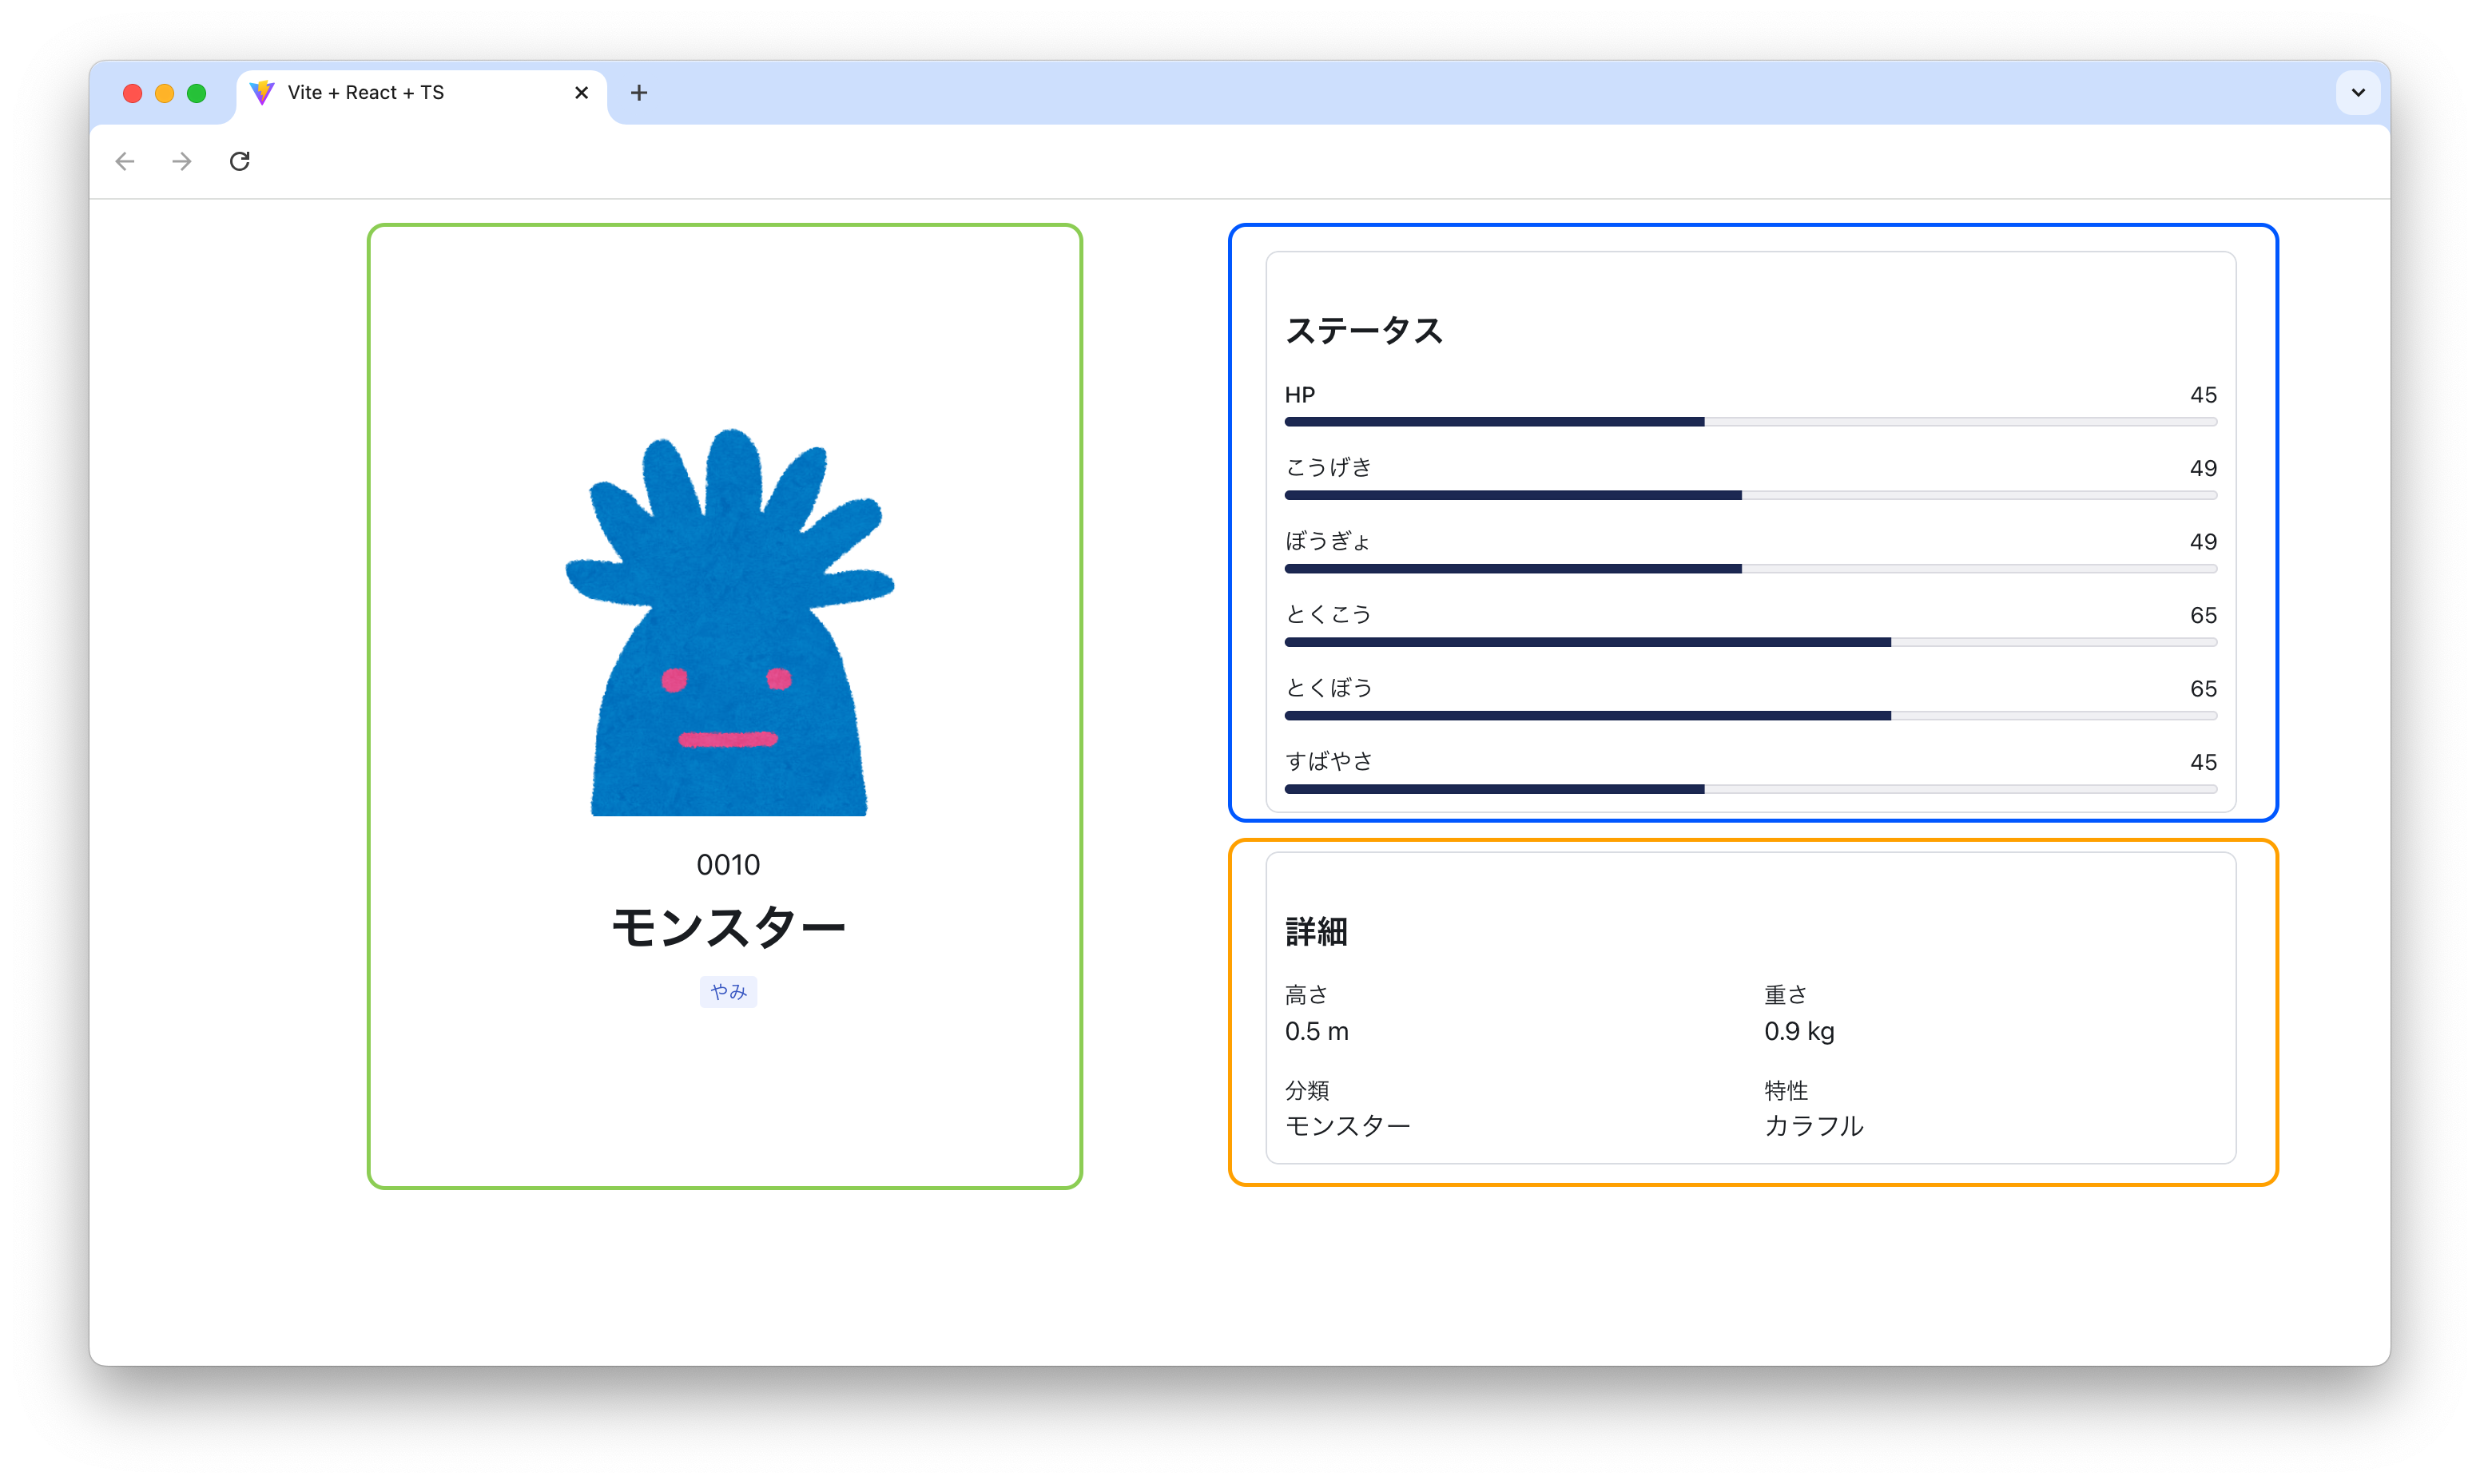 Vite + React + TS
0010
モンスター
やみ
ステータス
HP 45
こうげき 49
ぼうぎょ 49
とくこう 65
とくぼう 65
すばやさ 45
詳細
高さ 重さ
0.5 m 0.9 kg
分類 特性
モンスター カラフル